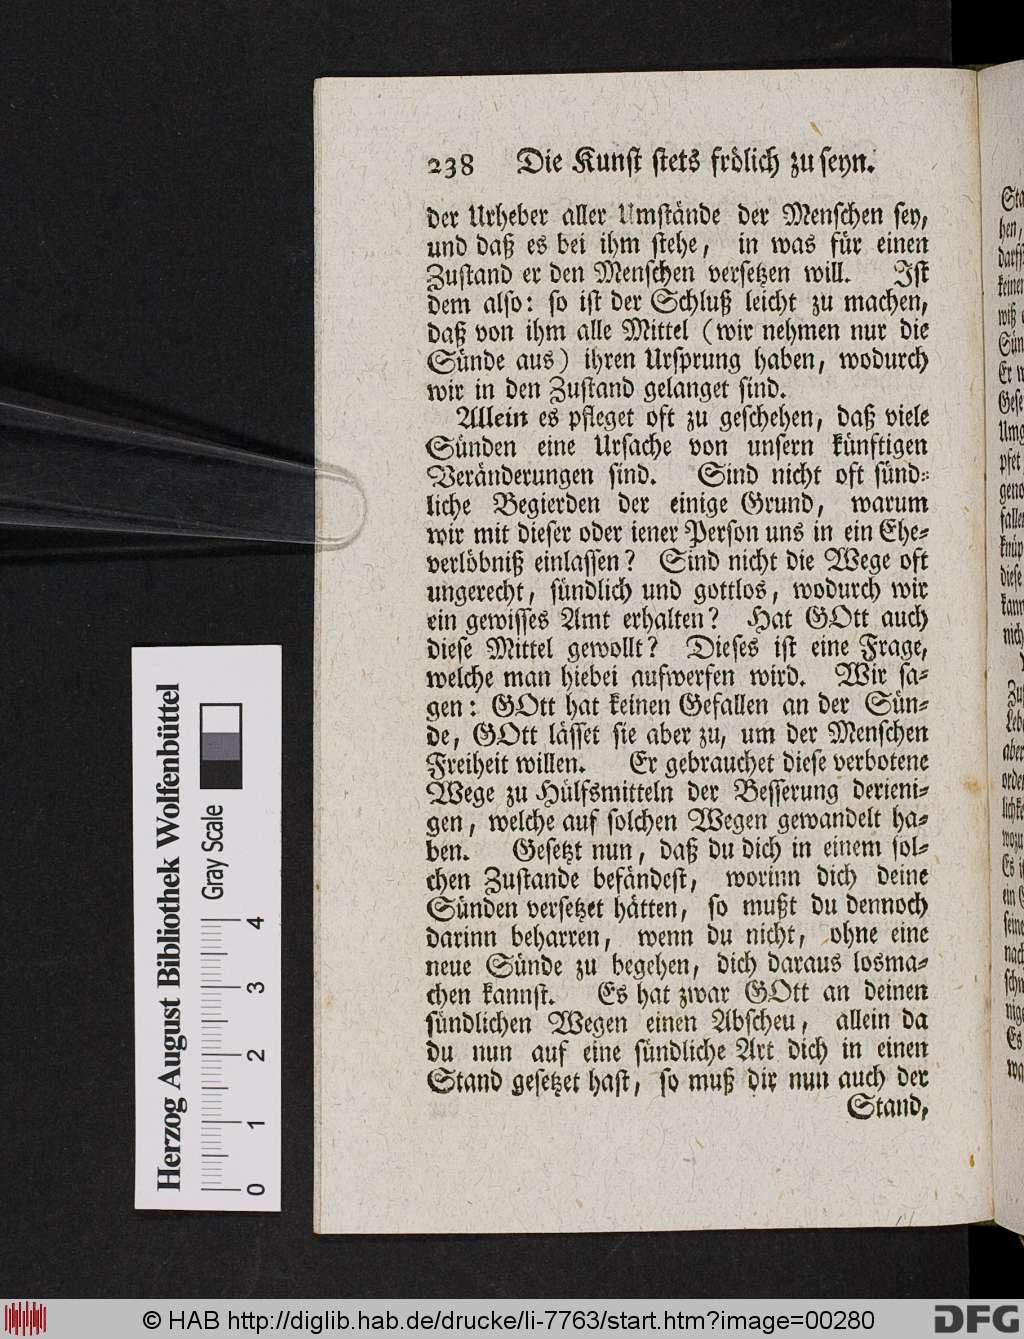 238 Die Kunst stets frölich zu seyn.
der Urheber aller Umstände der Menschen sey,
und daß es bei ihm stehe, in was für einen
Zustand er den Menschen versetzen will. Ist
dem also: so ist der Schluß leicht zu machen,
daß von ihm alle Mittel (wir nehmen nur die
Sünde aus) ihren Ursprung haben, wodurch
wir in den Zustand gelanget sind.
Allein es pfleget oft zu geschehen, daß viele
Sünden eine Ursache von unsern künftigen
Veränderungen sind. Sind nicht oft sünd-
liche Begierden der einige Grund, warum
wir mit dieser oder iener Person uns in ein Ehe-
verlöbniß einlassen? Sind nicht die Wege oft
ungerecht, sündlich und gottlos, wodurch wir
ein gewisses Amt erhalten? Hat GOtt auch
diese Mittel gewollt? Dieses ist eine Frage,
welche man hiebei aufwerfen wird. Wir sa-
gen: GOtt hat keinen Gefallen an der Sün-
de, GOtt lässet sie aber zu, um der Menschen
Freiheit willen. Er gebrauchet diese verbotene
Wege zu Hülfsmitteln der Besserung derieni-
gen, welche auf solchen Wegen gewandelt ha-
ben. Gesetzt nun, daß du dich in einem sol-
chen Zustande befändest, worinn dich deine
Sünden versetzet hätten, so mußt du dennoch
darinn beharren, wenn du nicht, ohne eine
neue Sünde zu begehen, dich daraus losma-
chen kannst. Es hat zwar GOtt an deinen
sündlichen Wegen einen Abscheu, allein da
du nun auf eine sündliche Art dich in einen
Stand gesetzet hast, so muß dir nun auch der
Stand,
Herzog August Bibliothek Wolfenbüttel
Gray Scale
0 1 2 3 4
© HAB http://diglib.hab.de/drucke/li-7763/start.htm?image=00280
DFG